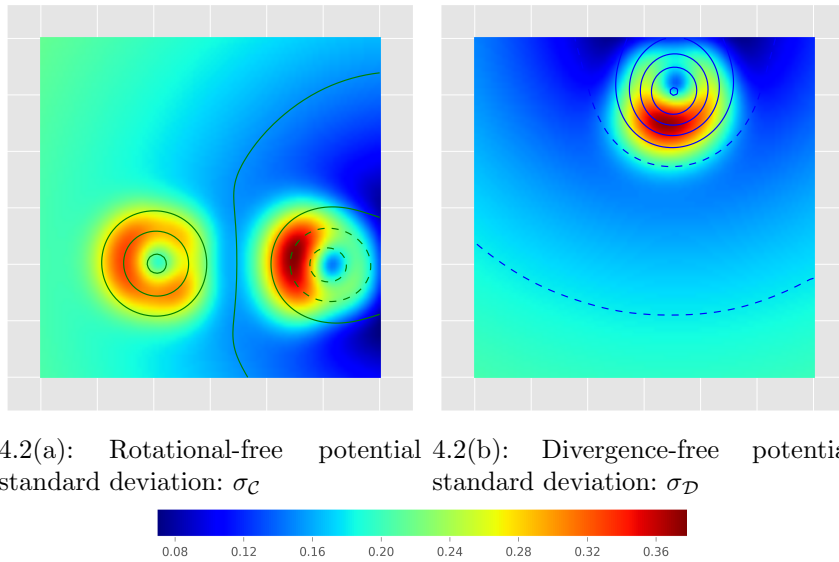 4.2(a): Rotational-free potential
standard deviation: σ_C
4.2(b): Divergence-free potentia
standard deviation: σ_D
0.08 0.12 0.16 0.20 0.24 0.28 0.32 0.36